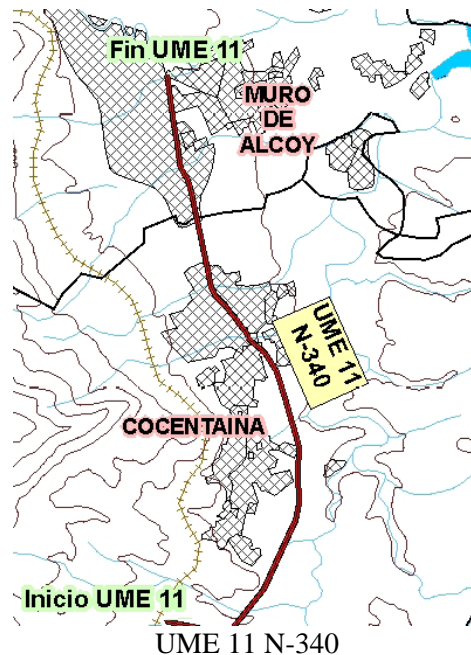 Fin UME 11
MURO
DE
ALCOY
UME 11
N-340
COCENTAINA
Inicio UME 11
UME 11 N-340